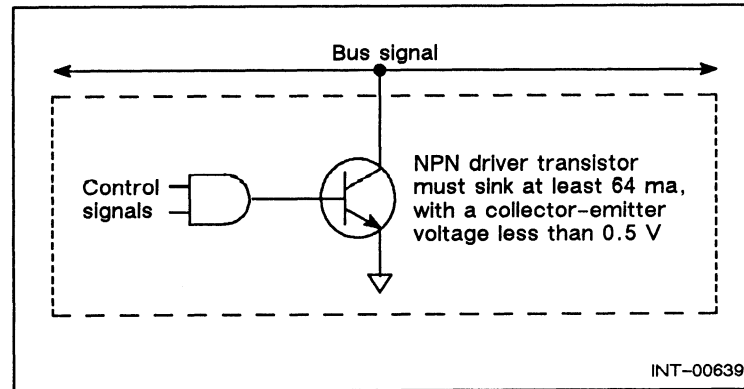 Bus signal
Control
signals
NPN driver transistor
must sink at least 64 ma,
with a collector-emitter
voltage less than 0.5 V
INT-00639